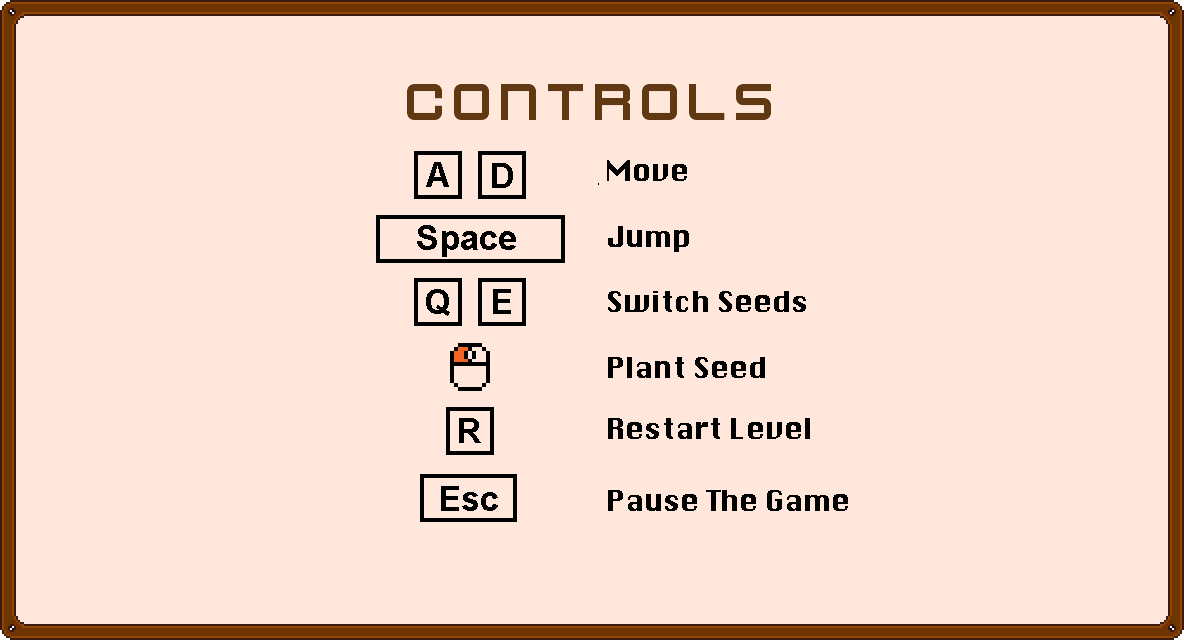 CONTROLS
A D Move
Space Jump
Q E Switch Seeds
Plant Seed
R Restart Level
Esc Pause The Game